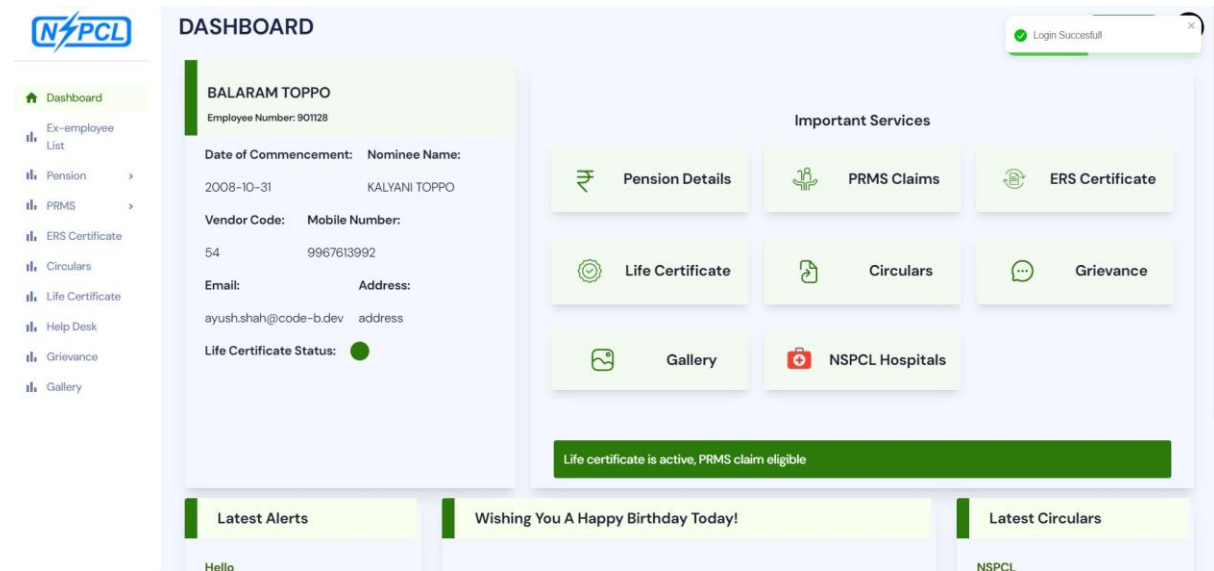 NSPCL
DASHBOARD
Login Succesfull
Dashboard
Ex-employee
List
Pension
PRMS
ERS Certificate
Circulars
Life Certificate
Help Desk
Grievance
Gallery
BALARAM TOPPO
Employee Number: 901128
Date of Commencement: Nominee Name:
2008-10-31 KALYANI TOPPO
Vendor Code: Mobile Number:
54 9967613992
Email: Address:
ayush.shah@code-b.dev address
Life Certificate Status:
Important Services
Pension Details PRMS Claims ERS Certificate
Life Certificate Circulars Grievance
Gallery NSPCL Hospitals
Life certificate is active, PRMS claim eligible
Latest Alerts
Hello
Wishing You A Happy Birthday Today!
Latest Circulars
NSPCL